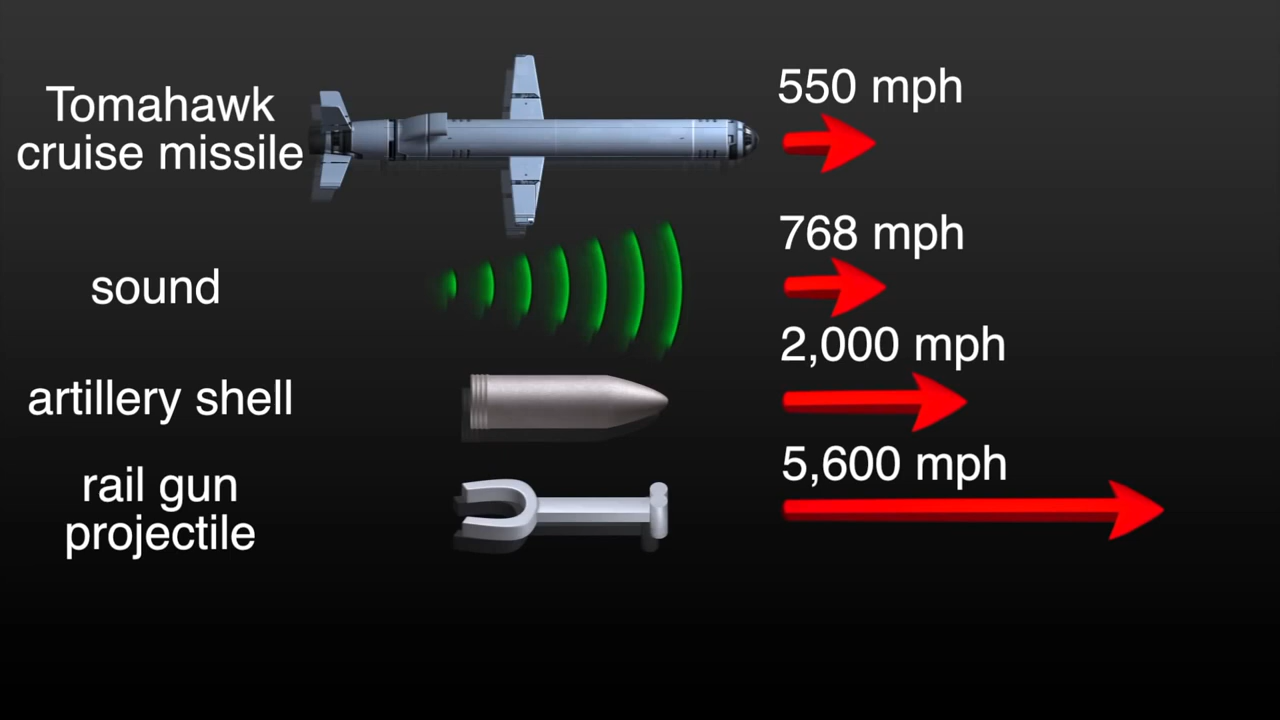 Tomahawk
cruise missile
550 mph
sound
768 mph
artillery shell
2,000 mph
rail gun
projectile
5,600 mph